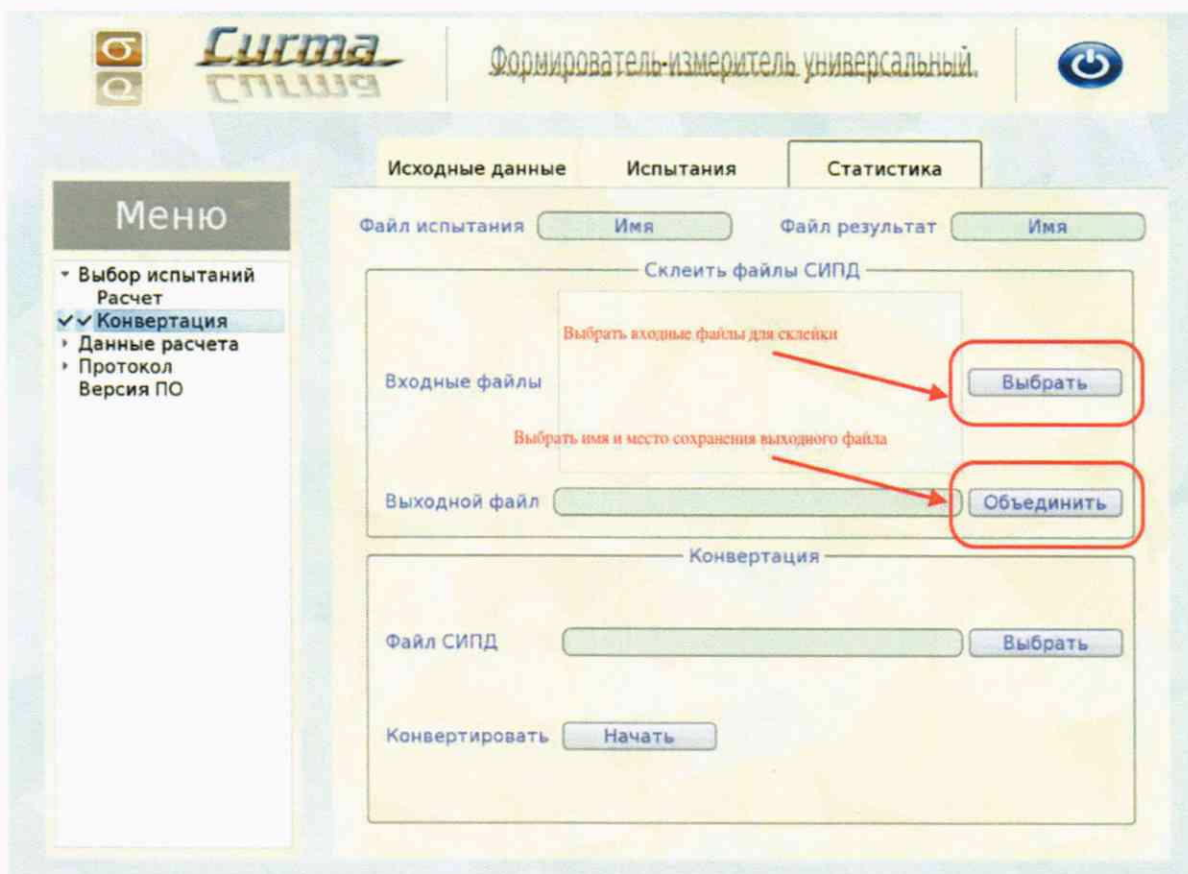 Сигма
Формирователь-измеритель универсальный.
Исходные данные
Испытания
Статистика
Меню
Файл испытания
Имя
Файл результат
Имя
Выбор испытаний
Расчет
Конвертация
Данные расчета
Протокол
Версия ПО
Склеить файлы СИПД
Выбрать входные файлы для склейки
Входные файлы
Выбрать
Выбрать имя и место сохранения выходного файла
Выходной файл
Объединить
Конвертация
Файл СИПД
Выбрать
Конвертировать
Начать